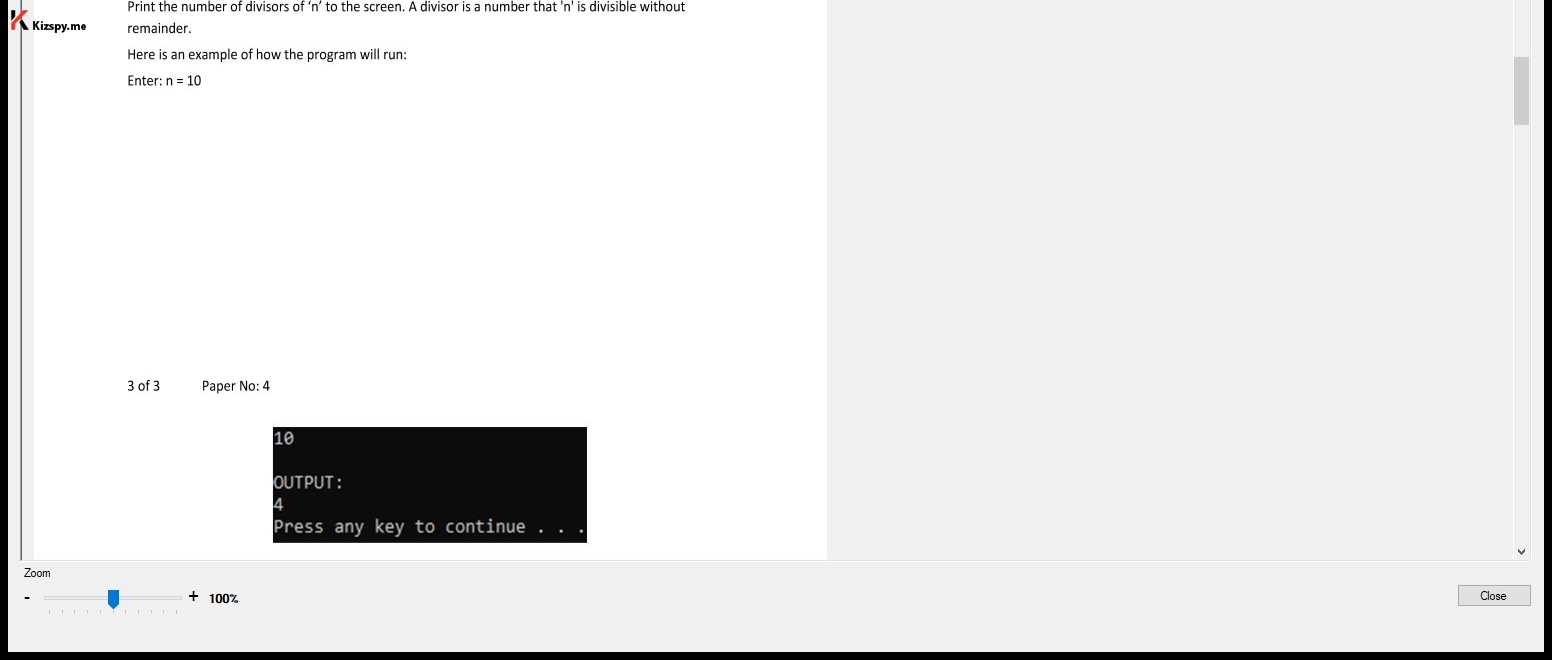 Print the number of divisors of ‘n’ to the screen. A divisor is a number that 'n' is divisible without
Kizspy.me
remainder.
Here is an example of how the program will run:
Enter: n = 10
3 of 3 Paper No: 4
10
OUTPUT:
4
Press any key to continue . . .
Zoom
- + 100%
Close